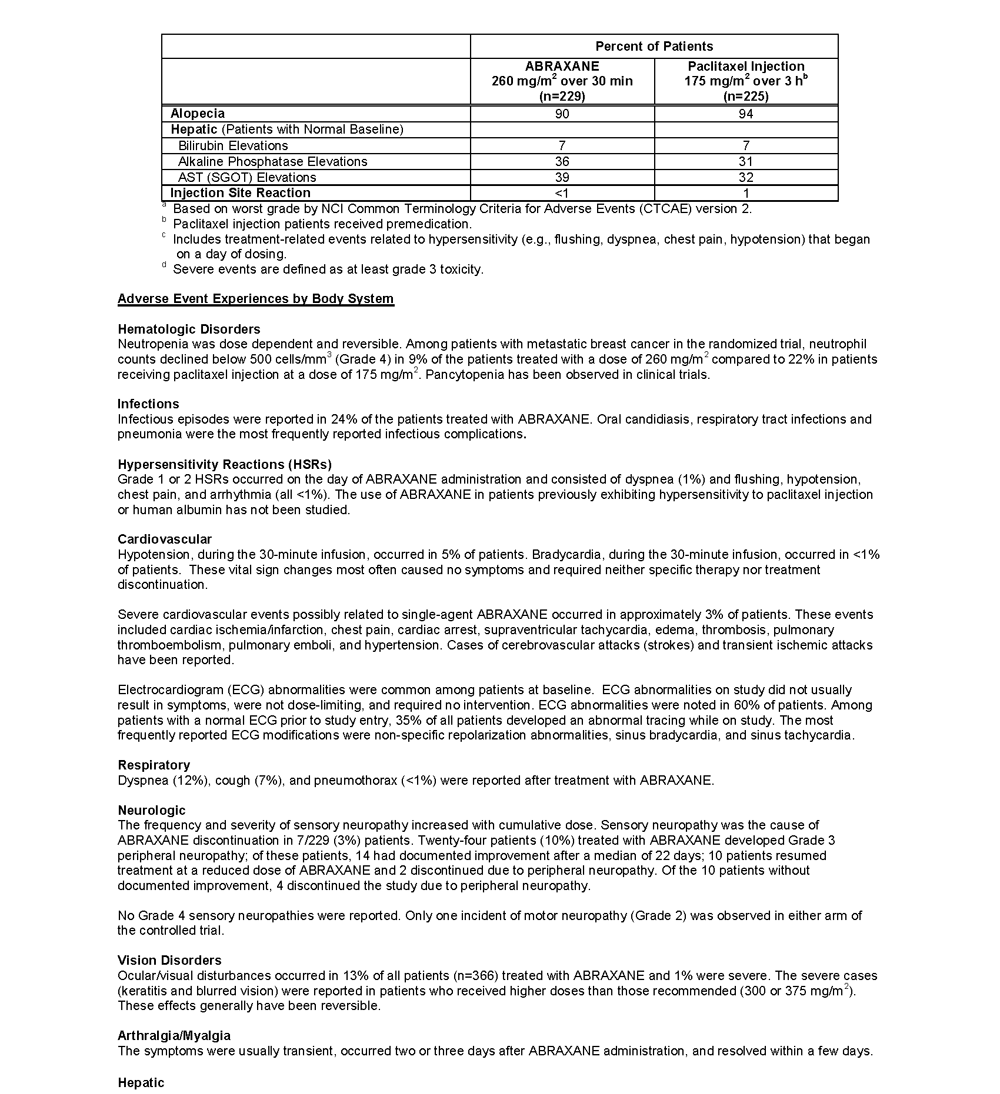 Percent of Patients
ABRAXANE
260 mg/m2 over 30 min
(n=229)
Paclitaxel Injection
175 mg/m2 over 3 hb
(n=225)
Alopecia 90 94
Hepatic (Patients with Normal Baseline)
Bilirubin Elevations 7 7
Alkaline Phosphatase Elevations 36 31
AST (SGOT) Elevations 39 32
Injection Site Reaction <1 1
a Based on worst grade by NCI Common Terminology Criteria for Adverse Events (CTCAE) version 2.
b Paclitaxel injection patients received premedication.
c Includes treatment-related events related to hypersensitivity (e.g., flushing, dyspnea, chest pain, hypotension) that began
on a day of dosing.
d Severe events are defined as at least grade 3 toxicity.
Adverse Event Experiences by Body System
Hematologic Disorders
Neutropenia was dose dependent and reversible. Among patients with metastatic breast cancer in the randomized trial, neutrophil
counts declined below 500 cells/mm3 (Grade 4) in 9% of the patients treated with a dose of 260 mg/m2 compared to 22% in patients
receiving paclitaxel injection at a dose of 175 mg/m2. Pancytopenia has been observed in clinical trials.
Infections
Infectious episodes were reported in 24% of the patients treated with ABRAXANE. Oral candidiasis, respiratory tract infections and
pneumonia were the most frequently reported infectious complications.
Hypersensitivity Reactions (HSRs)
Grade 1 or 2 HSRs occurred on the day of ABRAXANE administration and consisted of dyspnea (1%) and flushing, hypotension,
chest pain, and arrhythmia (all <1%). The use of ABRAXANE in patients previously exhibiting hypersensitivity to paclitaxel injection
or human albumin has not been studied.
Cardiovascular
Hypotension, during the 30-minute infusion, occurred in 5% of patients. Bradycardia, during the 30-minute infusion, occurred in <1%
of patients.  These vital sign changes most often caused no symptoms and required neither specific therapy nor treatment
discontinuation.
Severe cardiovascular events possibly related to single-agent ABRAXANE occurred in approximately 3% of patients. These events
included cardiac ischemia/infarction, chest pain, cardiac arrest, supraventricular tachycardia, edema, thrombosis, pulmonary
thromboembolism, pulmonary emboli, and hypertension. Cases of cerebrovascular attacks (strokes) and transient ischemic attacks
have been reported.
Electrocardiogram (ECG) abnormalities were common among patients at baseline.  ECG abnormalities on study did not usually
result in symptoms, were not dose-limiting, and required no intervention. ECG abnormalities were noted in 60% of patients. Among
patients with a normal ECG prior to study entry, 35% of all patients developed an abnormal tracing while on study. The most
frequently reported ECG modifications were non-specific repolarization abnormalities, sinus bradycardia, and sinus tachycardia.
Respiratory
Dyspnea (12%), cough (7%), and pneumothorax (<1%) were reported after treatment with ABRAXANE.
Neurologic
The frequency and severity of sensory neuropathy increased with cumulative dose. Sensory neuropathy was the cause of
ABRAXANE discontinuation in 7/229 (3%) patients. Twenty-four patients (10%) treated with ABRAXANE developed Grade 3
peripheral neuropathy; of these patients, 14 had documented improvement after a median of 22 days; 10 patients resumed
treatment at a reduced dose of ABRAXANE and 2 discontinued due to peripheral neuropathy. Of the 10 patients without
documented improvement, 4 discontinued the study due to peripheral neuropathy.
No Grade 4 sensory neuropathies were reported. Only one incident of motor neuropathy (Grade 2) was observed in either arm of
the controlled trial.
Vision Disorders
Ocular/visual disturbances occurred in 13% of all patients (n=366) treated with ABRAXANE and 1% were severe. The severe cases
(keratitis and blurred vision) were reported in patients who received higher doses than those recommended (300 or 375 mg/m2).
These effects generally have been reversible.
Arthralgia/Myalgia
The symptoms were usually transient, occurred two or three days after ABRAXANE administration, and resolved within a few days.
Hepatic